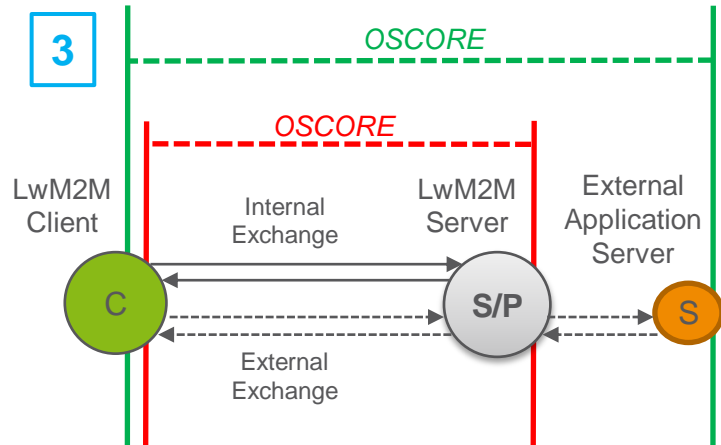 3
OSCORE
OSCORE
LwM2M
Client
Internal
Exchange
LwM2M
Server
External
Application
Server
C
S/P
S
External
Exchange